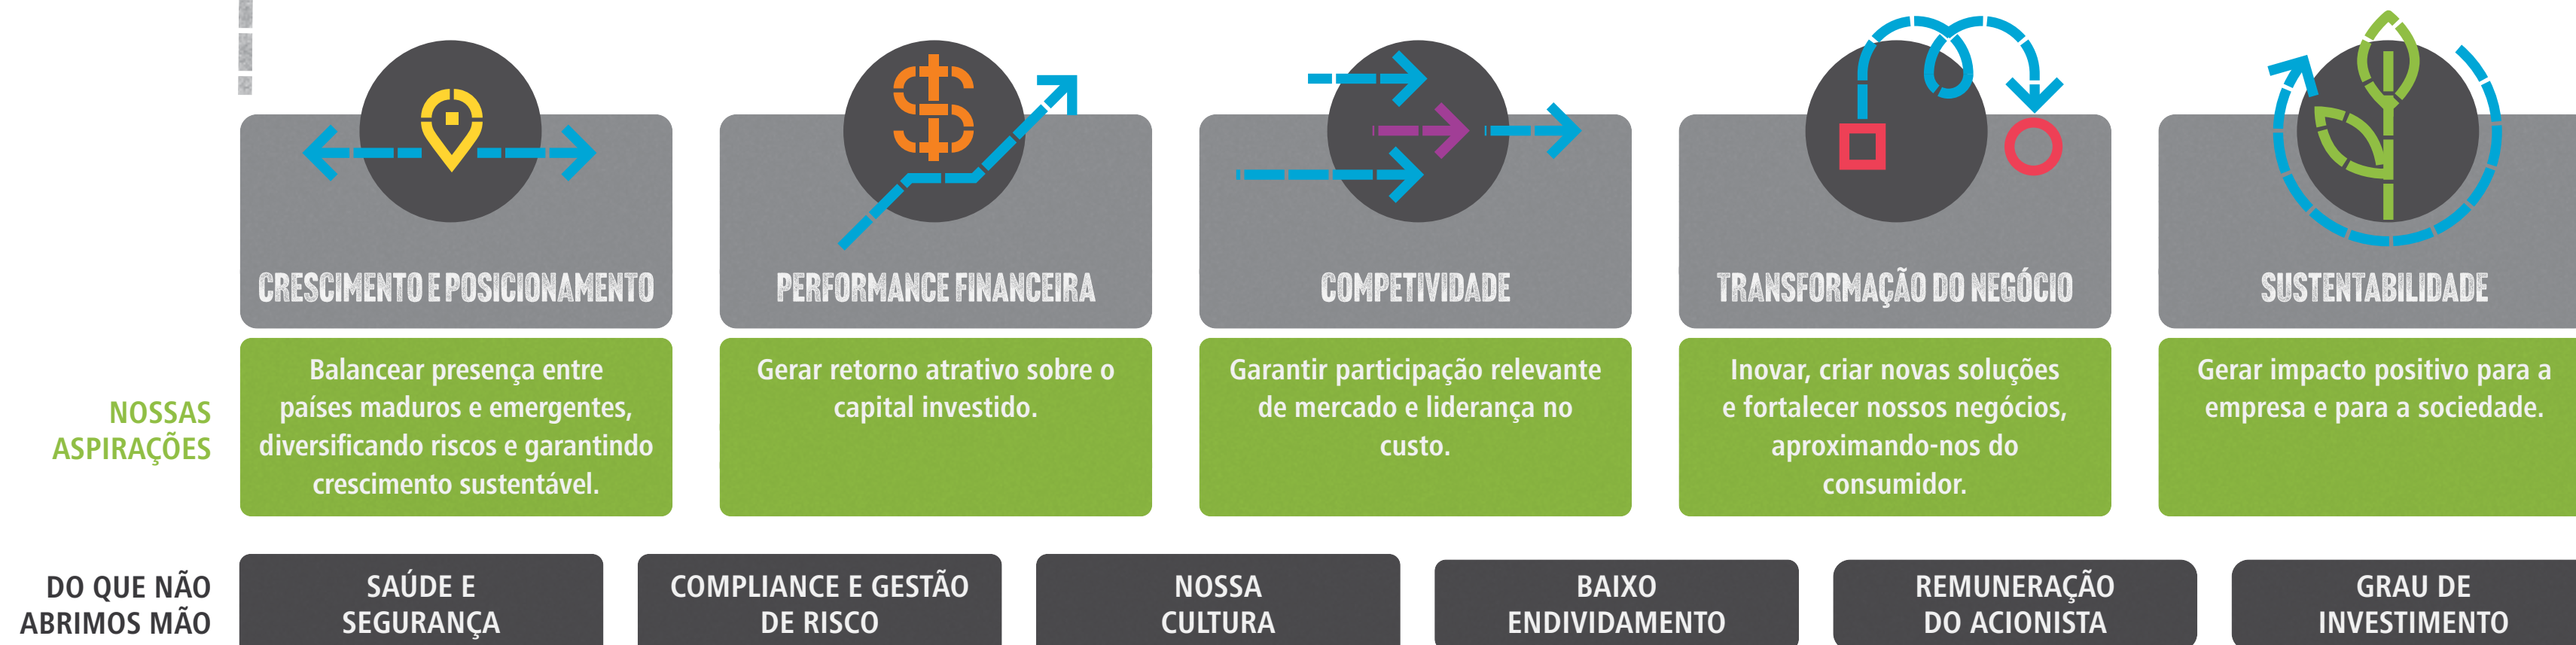 CRESCIMENTO E POSICIONAMENTO
PERFORMANCE FINANCEIRA
COMPETIVIDADE
TRANSFORMAÇÃO DO NEGÓCIO
SUSTENTABILIDADE
NOSSAS
ASPIRAÇÕES
Balancear presença entre
países maduros e emergentes,
diversificando riscos e garantindo
crescimento sustentável.
Gerar retorno atrativo sobre o
capital investido.
Garantir participação relevante
de mercado e liderança no
custo.
Inovar, criar novas soluções
e fortalecer nossos negócios,
aproximando-nos do
consumidor.
Gerar impacto positivo para a
empresa e para a sociedade.
DO QUE NÃO
ABRIMOS MÃO
SAÚDE E
SEGURANÇA
COMPLIANCE E GESTÃO
DE RISCO
NOSSA
CULTURA
BAIXO
ENDIVIDAMENTO
REMUNERAÇÃO
DO ACIONISTA
GRAU DE
INVESTIMENTO